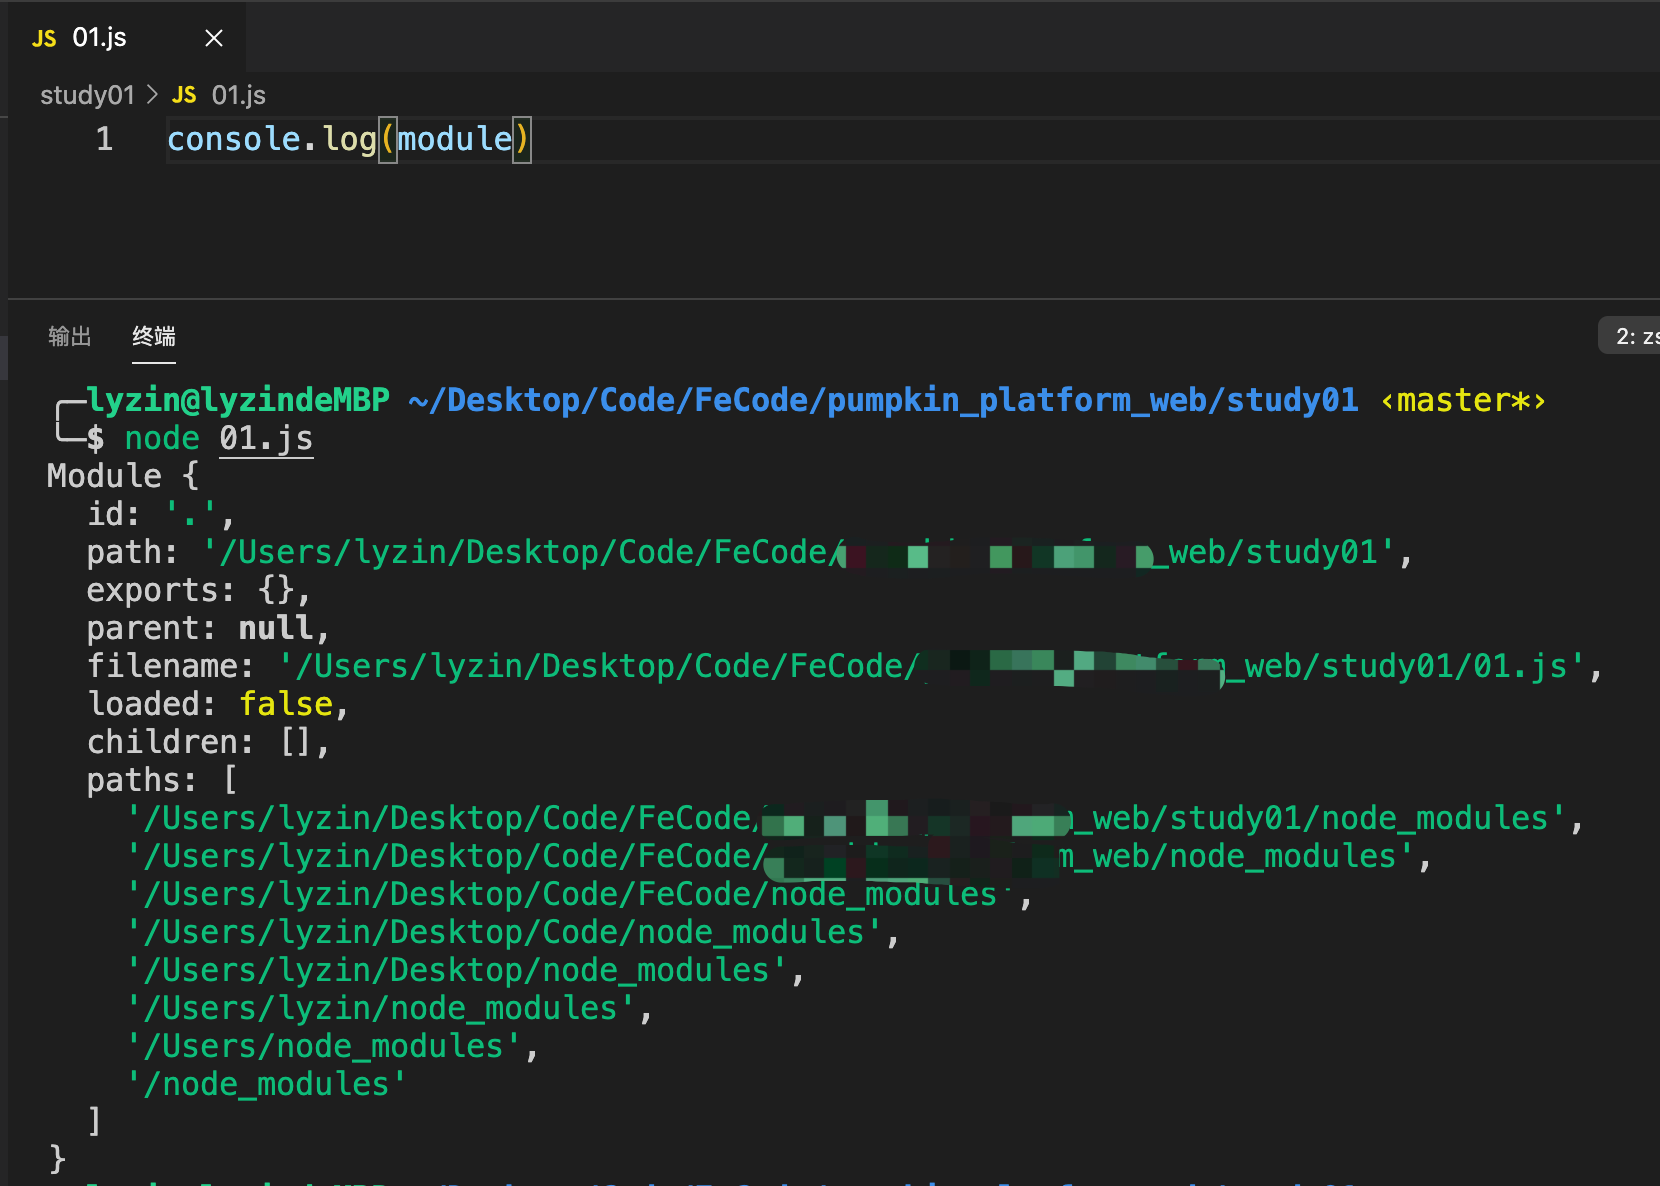 JS 01.js ×
study01 > JS 01.js
1 console.log(module)
输出 终端 2: zs
lyzin@lyzindeMBP ~/Desktop/Code/FeCode/pumpkin_platform_web/study01 ‹master*›
$ node 01.js
Module {
id: '.',
path: '/Users/lyzin/Desktop/Code/FeCode/ _web/study01',
exports: {},
parent: null,
filename: '/Users/lyzin/Desktop/Code/FeCode/ _web/study01/01.js',
loaded: false,
children: [],
paths: [
'/Users/lyzin/Desktop/Code/FeCode/ _web/study01/node_modules',
'/Users/lyzin/Desktop/Code/FeCode/ m_web/node_modules',
'/Users/lyzin/Desktop/Code/FeCode/node_modules',
'/Users/lyzin/Desktop/Code/node_modules',
'/Users/lyzin/Desktop/node_modules',
'/Users/lyzin/node_modules',
'/Users/node_modules',
'/node_modules'
]
}